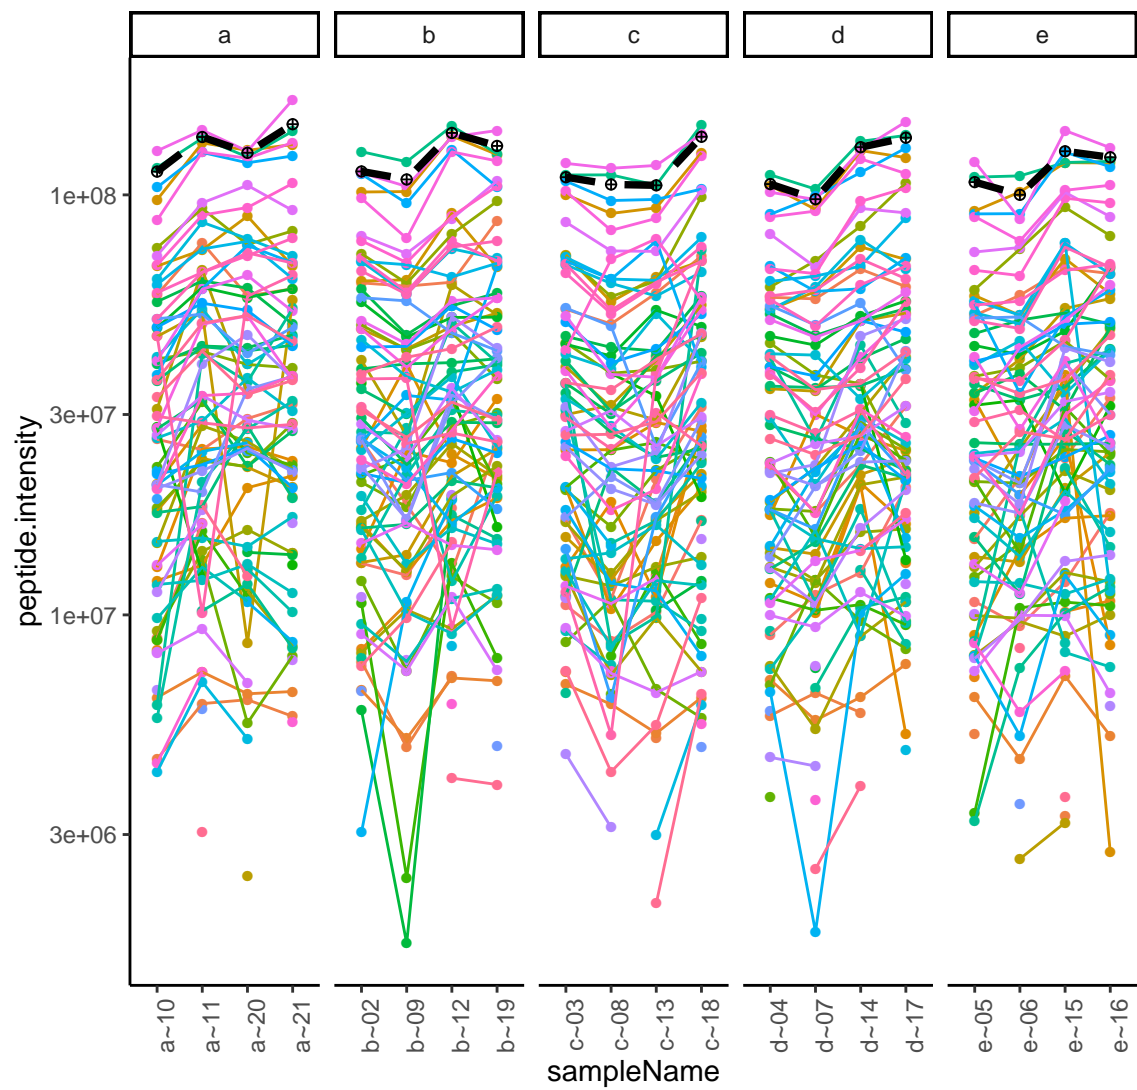 a
b
c
d
e
peptide.intensity
1e+08
3e+07
1e+07
3e+06
a~10
a~11
a~20
a~21
b~02
b~09
b~12
b~19
c~03
c~08
c~13
c~18
d~04
d~07
d~14
d~17
e~05
e~06
e~15
e~16
sampleName